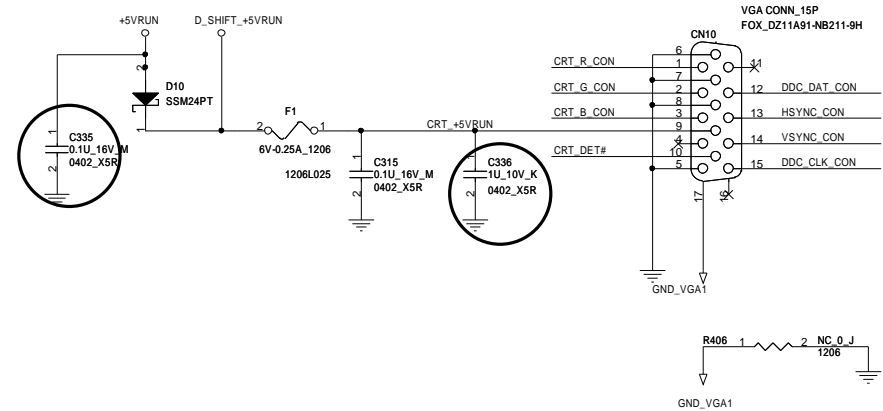 VGA CONN_15P
FOX_DZ11A91-NB211-9H
+5VRUN
D_SHIFT_+5VRUN
CN10
6
CRT_R_CON
1
11
7
2
D10
SSM24PT
CRT_G_CON
2
12
DDC_DAT_CON
8
F1
CRT_B_CON
3
13
HSYNC_CON
1
1
2
1
CRT_+5VRUN
9
C335
0.1U_16V_M
0402_X5R
2
6V-0.25A_1206
1206L025
1
C315
0.1U_16V_M
0402_X5R
2
1
C336
1U_10V_K
0402_X5R
2
4
14
VSYNC_CON
CRT_DET#
10
5
15
DDC_CLK_CON
17
16
GND_VGA1
R406
1
2
NC_0_J
1206
GND_VGA1